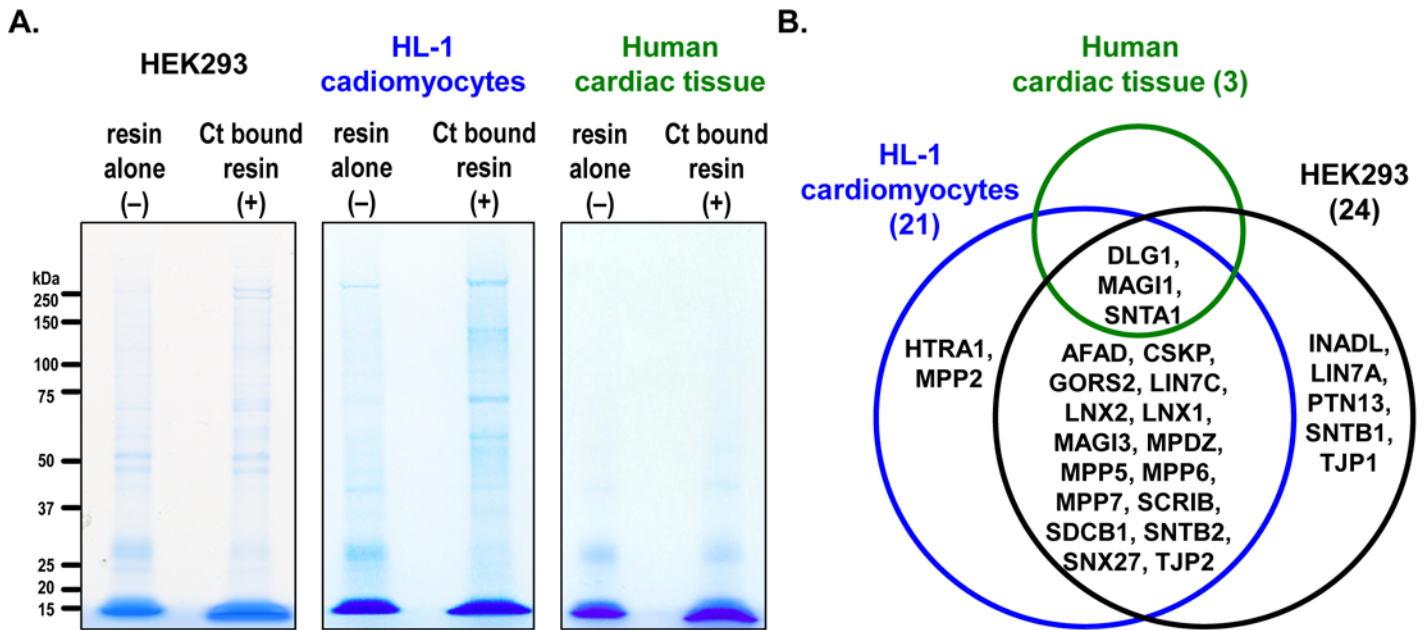 A.
HEK293
HL-1
cadiomyocytes
Human
cardiac tissue
resin
alone
(–)
Ct bound
resin
(+)
resin
alone
(–)
Ct bound
resin
(+)
resin
alone
(–)
Ct bound
resin
(+)
kDa
250
150
100
75
50
37
25
20
15
B.
Human
cardiac tissue (3)
HL-1
cardiomyocytes
(21)
HEK293
(24)
DLG1,
MAGI1,
SNTA1
HTRA1,
MPP2
AFAD, CSKP,
GORS2, LIN7C,
LNX2, LNX1,
MAGI3, MPDZ,
MPP5, MPP6,
MPP7, SCRIB,
SDCB1, SNTB2,
SNX27, TJP2
INADL,
LIN7A,
PTN13,
SNTB1,
TJP1